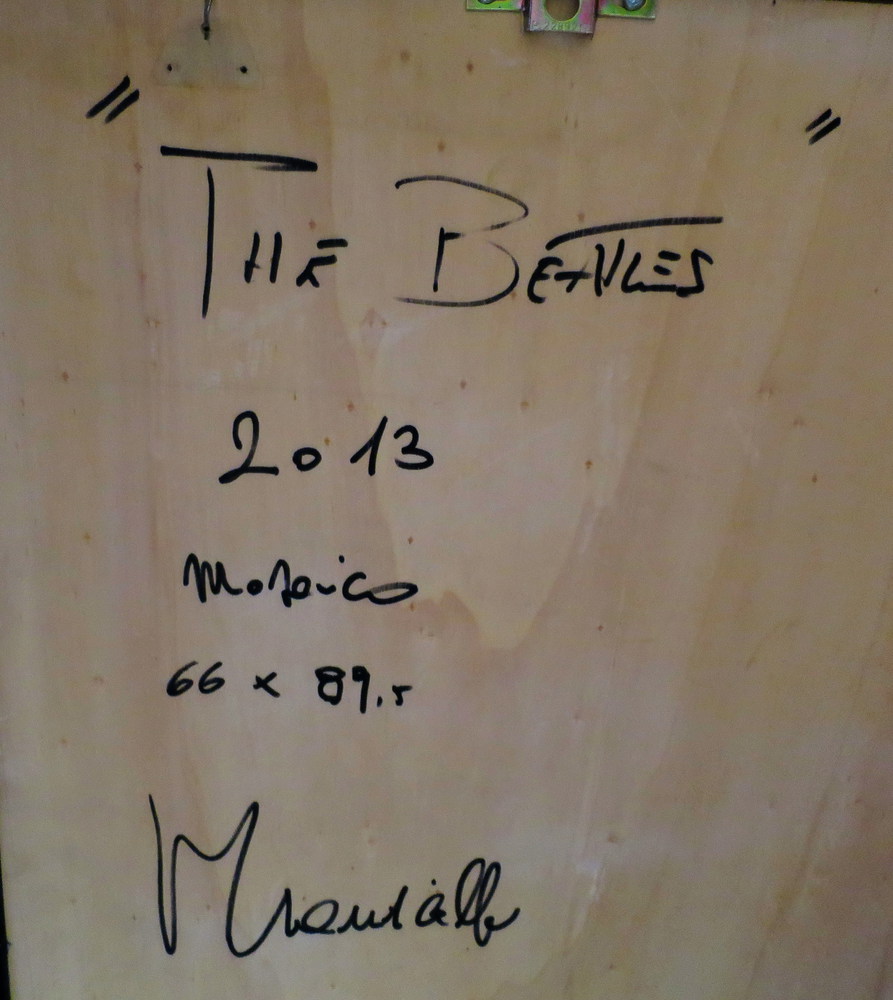 " THE BEATLES "
2013
Mosaico
66 x 89.5